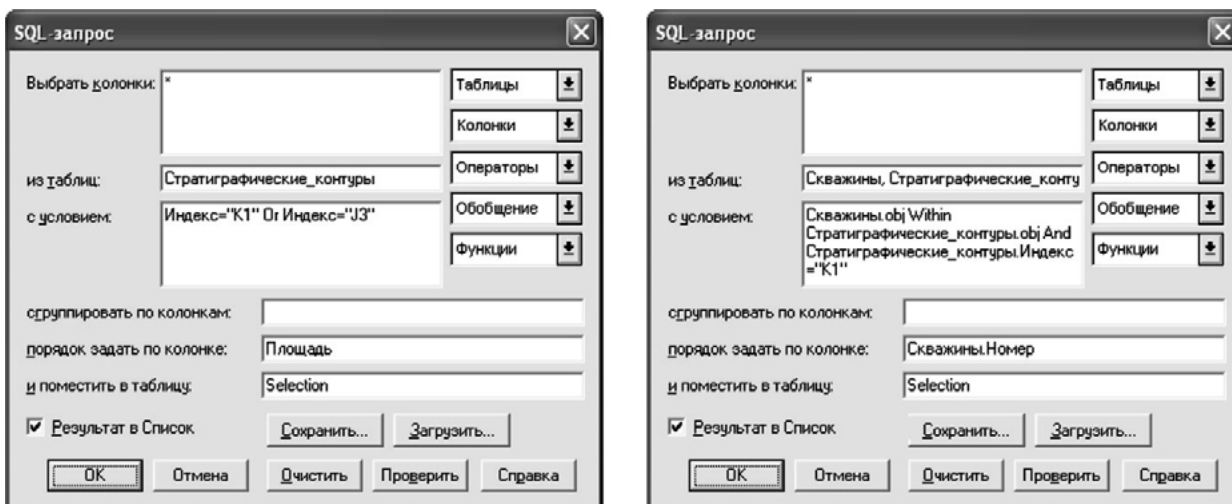 SQL-запрос
Выбрать колонки: * Таблицы
Колонки
из таблиц: Стратиграфические_контуры Операторы
с условием: Индекс="K1" Or Индекс="J3" Обобщение
Функции
сгруппировать по колонкам:
порядок задать по колонке: Площадь
и поместить в таблицу: Selection
Результат в Список Сохранить... Загрузить...
OK Отмена Очистить Проверить Справка
SQL-запрос
Выбрать колонки: * Таблицы
Колонки
из таблиц: Скважины, Стратиграфические_конту Операторы
с условием: Скважины.obj Within Обобщение
Стратиграфические_контуры.obj And
Стратиграфические_контуры.Индекс Функции
="K1"
сгруппировать по колонкам:
порядок задать по колонке: Скважины.Номер
и поместить в таблицу: Selection
Результат в Список Сохранить... Загрузить...
OK Отмена Очистить Проверить Справка